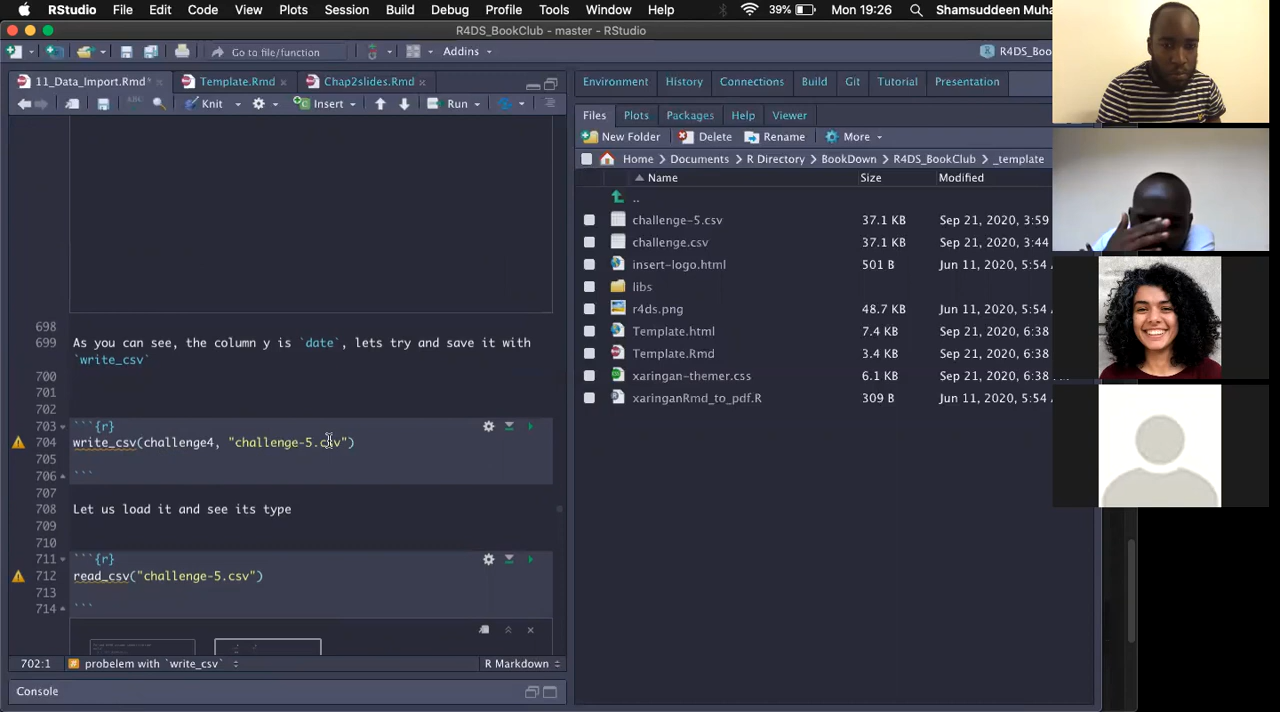 RStudio File Edit Code View Plots Session Build Debug Profile Tools Window Help 39% Mon 19:26 Shamsuddeen Muha
R4DS_BookClub - master - RStudio
Go to file/function Addins R4DS_Boo
11_Data_Import.Rmd* Template.Rmd Chap2slides.Rmd
ABC Knit Insert Run
698
699 As you can see, the column y is `date`, lets try and save it with
`write_csv`
700
701
702
703 ```{r}
704 write_csv(challenge4, "challenge-5.csv")
705
706 ```
707
708 Let us load it and see its type
709
710
711 ```{r}
712 read_csv("challenge-5.csv")
713
714 ```
702:1 # probelem with `write_csv` R Markdown
Console
Environment History Connections Build Git Tutorial Presentation
Files Plots Packages Help Viewer
New Folder Delete Rename More
Home Documents R Directory BookDown R4DS_BookClub _template
Name Size Modified
..
challenge-5.csv 37.1 KB Sep 21, 2020, 3:59
challenge.csv 37.1 KB Sep 21, 2020, 3:44
insert-logo.html 501 B Jun 11, 2020, 5:54
libs
r4ds.png 48.7 KB Jun 11, 2020, 5:54
Template.html 7.4 KB Sep 21, 2020, 6:38
Template.Rmd 3.4 KB Sep 21, 2020, 6:38
xaringan-themer.css 6.1 KB Sep 21, 2020, 6:38
xaringanRmd_to_pdf.R 309 B Jun 11, 2020, 5:54